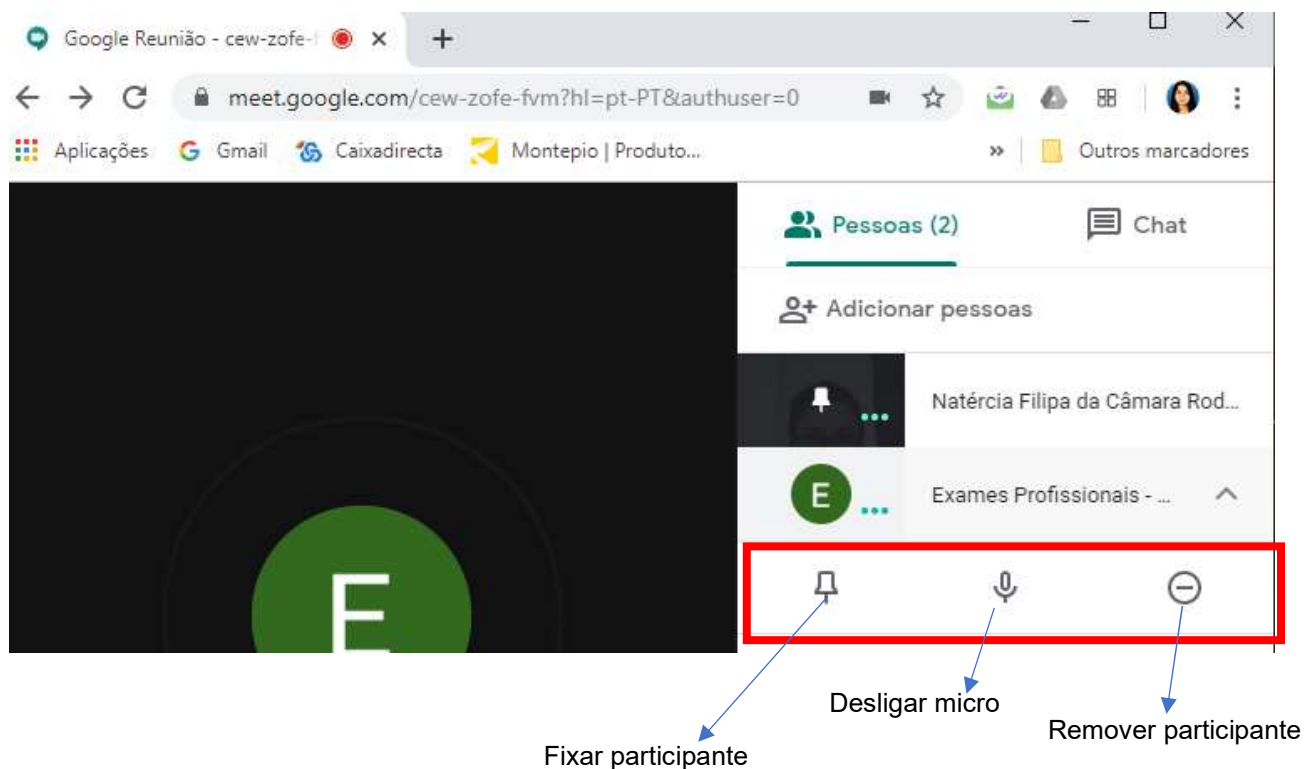 Google Reunião - cew-zofe-
meet.google.com/cew-zofe-fvm?hl=pt-PT&authuser=0
Aplicações Gmail Caixadirecta Montepio | Produto... » Outros marcadores
Pessoas (2) Chat
Adicionar pessoas
Natércia Filipa da Câmara Rod...
E Exames Profissionais - ...
E
Desligar micro
Remover participante
Fixar participante